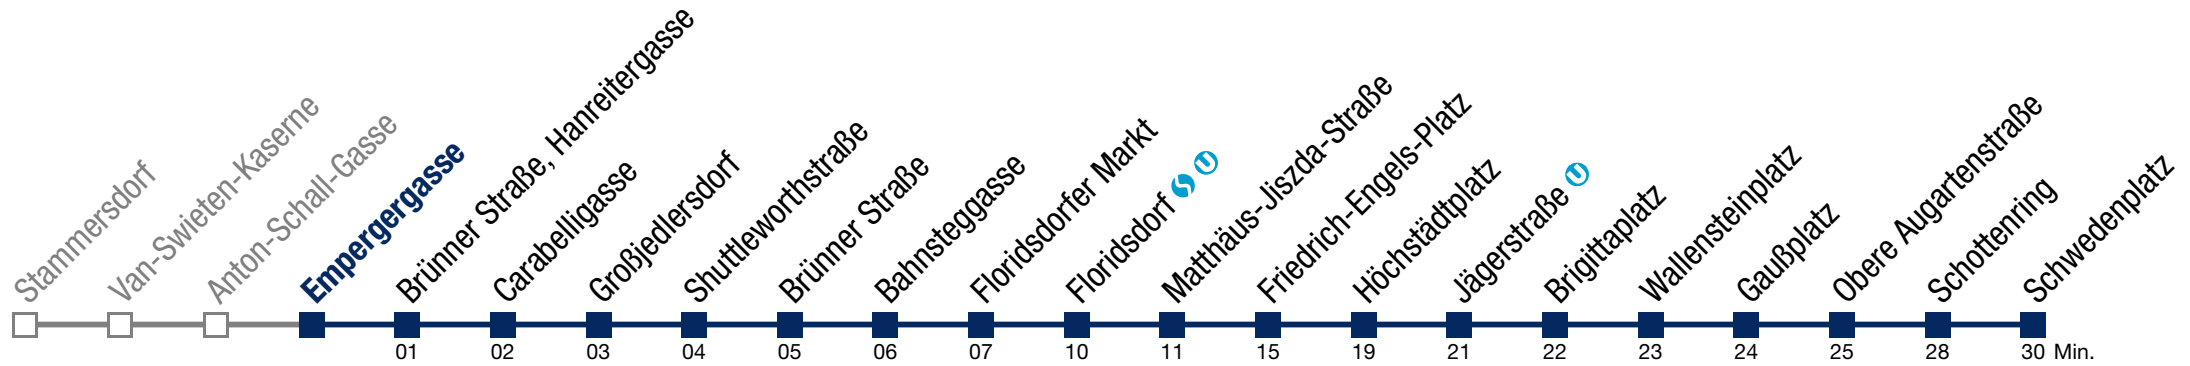 Stammersdorf
Van-Swieten-Kaserne
Anton-Schall-Gasse
Empergergasse
Brünner Straße, Hanreitergasse
Carabelligasse
Großjedlersdorf
Shuttleworthstraße
Brünner Straße
Bahnsteggasse
Floridsdorfer Markt
Floridsdorf S U
Matthäus-Jiszda-Straße
Friedrich-Engels-Platz
Höchstädtplatz
Jägerstraße U
Brigittaplatz
Wallensteinplatz
Gaußplatz
Obere Augartenstraße
Schottenring
Schwedenplatz
01 02 03 04 05 06 07 10 11 15 19 21 22 23 24 25 28 30 Min.